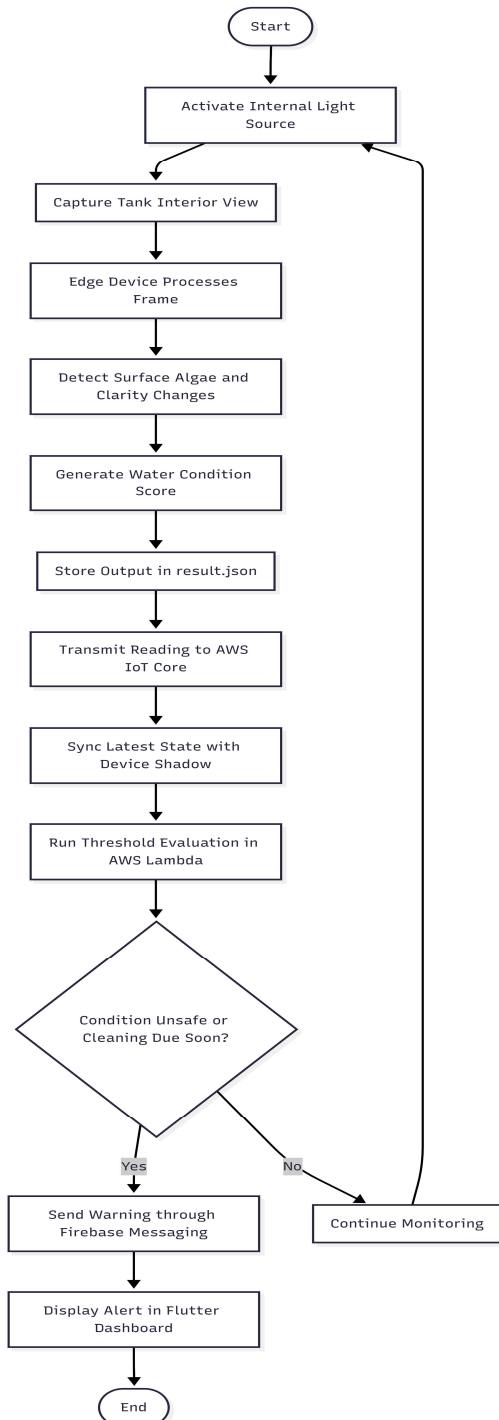 Start
Activate Internal Light
Source
Capture Tank Interior View
Edge Device Processes
Frame
Detect Surface Algae and
Clarity Changes
Generate Water Condition
Score
Store Output in result.json
Transmit Reading to AWS
IoT Core
Sync Latest State with
Device Shadow
Run Threshold Evaluation in
AWS Lambda
Condition Unsafe or
Cleaning Due Soon?
Yes
No
Send Warning through
Firebase Messaging
Continue Monitoring
Display Alert in Flutter
Dashboard
End